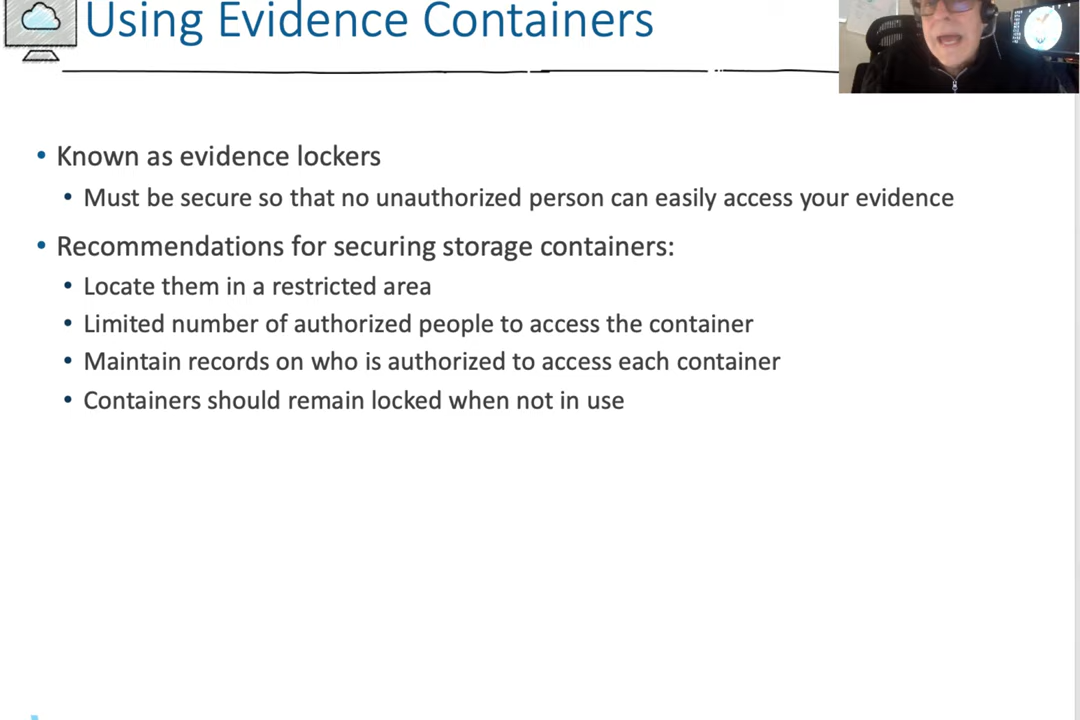 Using Evidence Containers
• Known as evidence lockers
• Must be secure so that no unauthorized person can easily access your evidence
• Recommendations for securing storage containers:
• Locate them in a restricted area
• Limited number of authorized people to access the container
• Maintain records on who is authorized to access each container
• Containers should remain locked when not in use